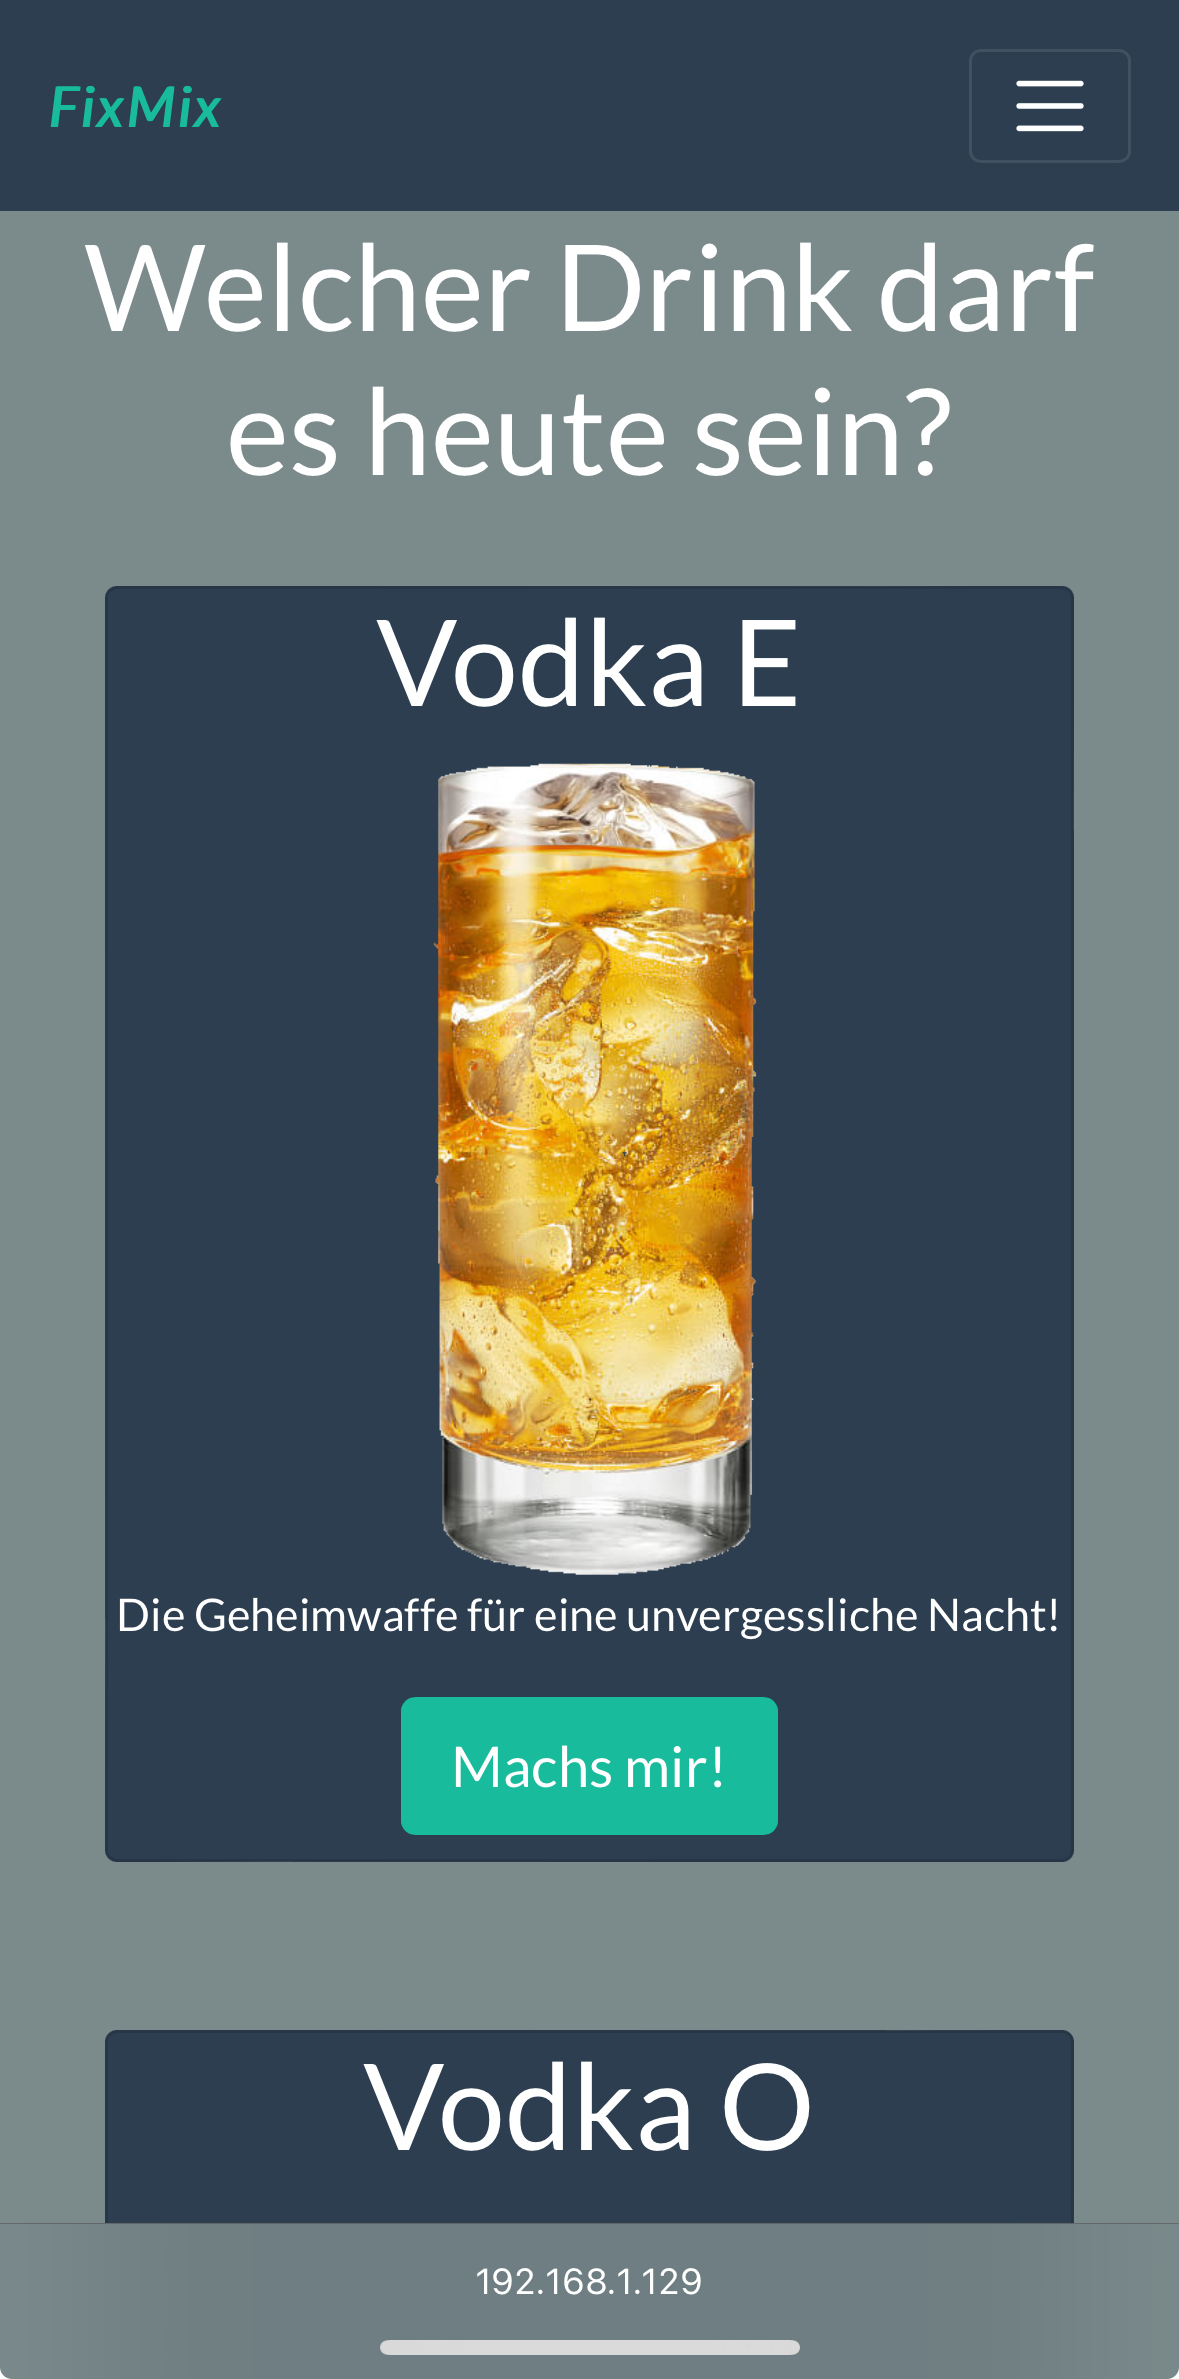 FixMix
Welcher Drink darf
es heute sein?
Vodka E
Die Geheimwaffe für eine unvergessliche Nacht!
Machs mir!
Vodka O
192.168.1.129